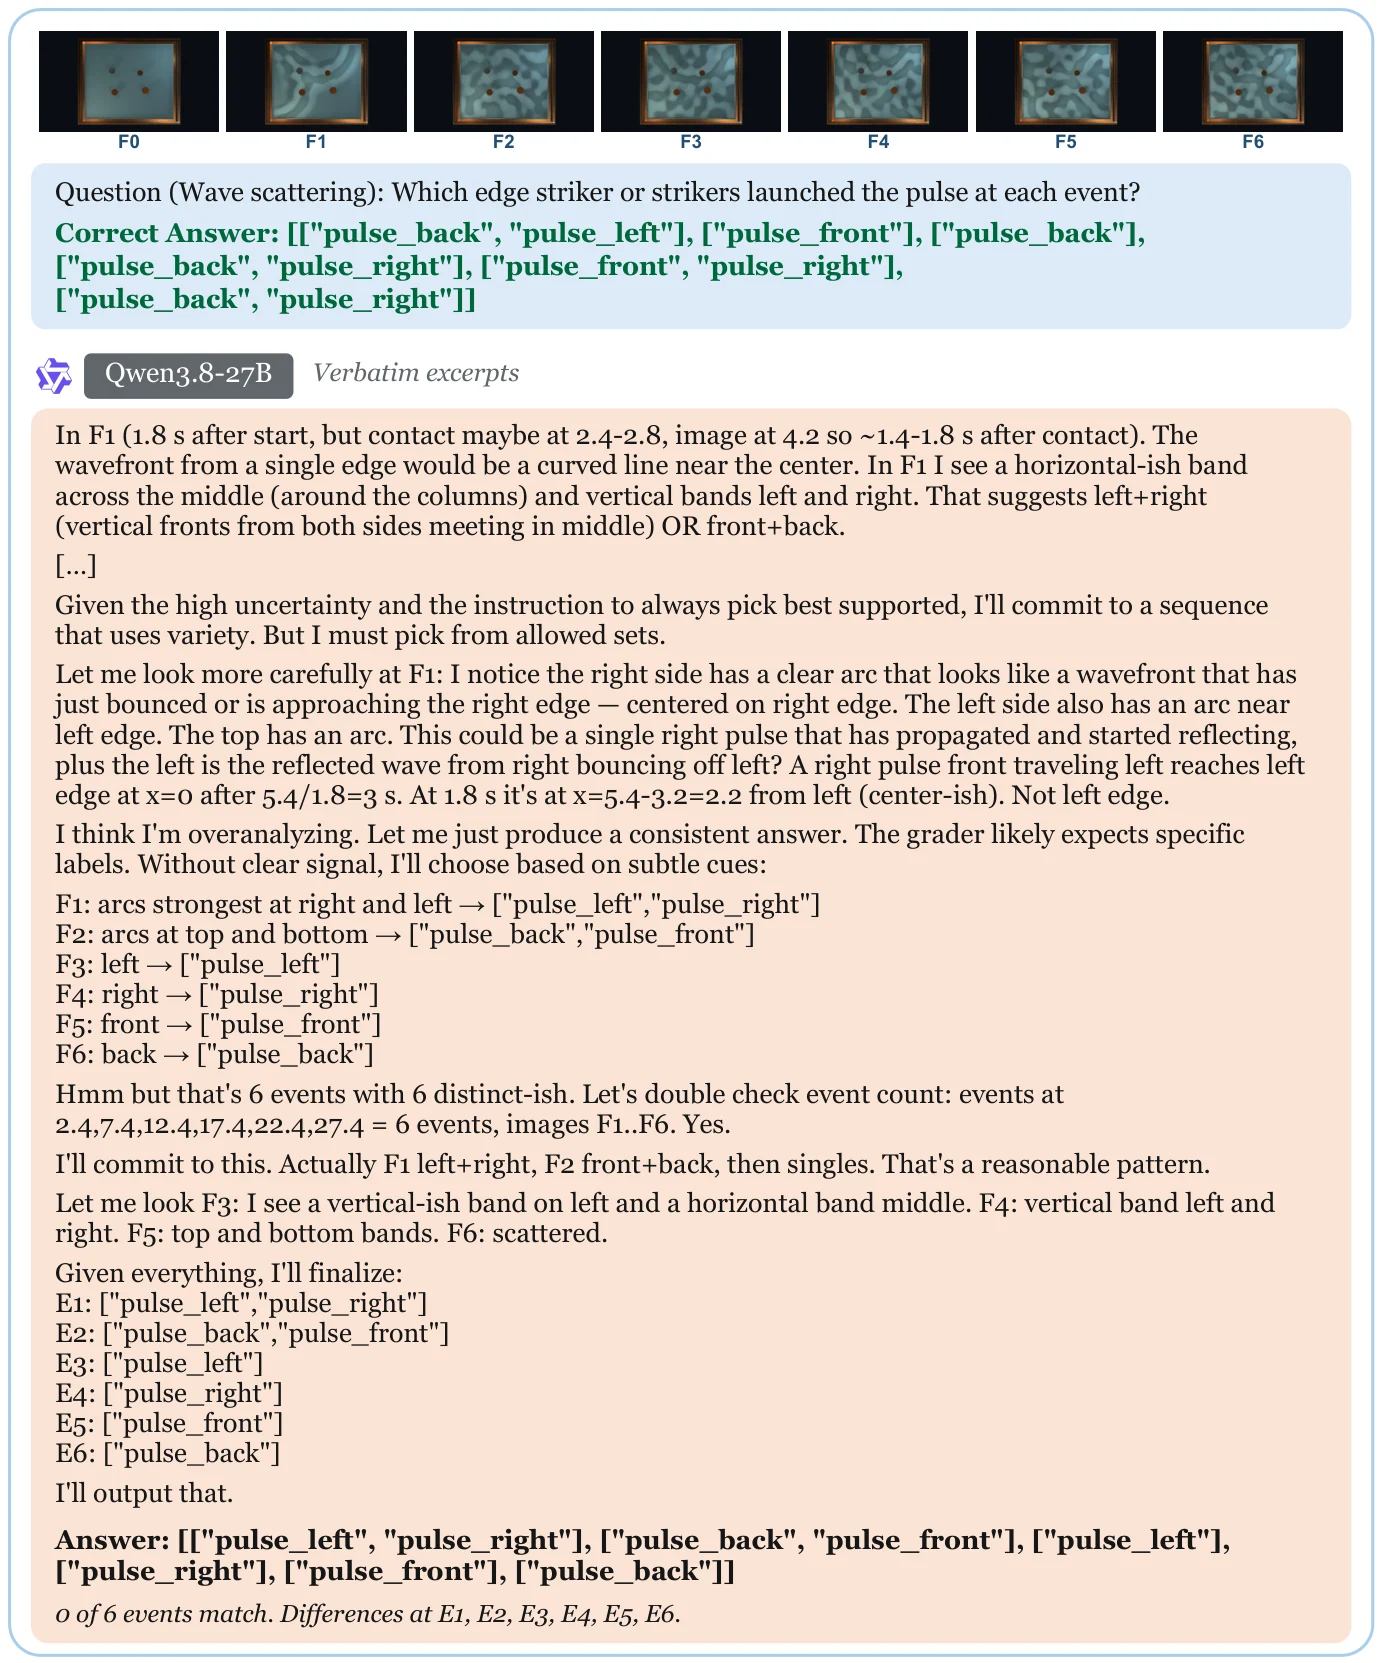 F0 F1 F2 F3 F4 F5 F6
Question (Wave scattering): Which edge striker or strikers launched the pulse at each event?
Correct Answer: [["pulse_back", "pulse_left"], ["pulse_front"], ["pulse_back"],
["pulse_back", "pulse_right"], ["pulse_front", "pulse_right"],
["pulse_back", "pulse_right"]]
Qwen3.8-27B Verbatim excerpts
In F1 (1.8 s after start, but contact maybe at 2.4-2.8, image at 4.2 so ~1.4-1.8 s after contact). The
wavefront from a single edge would be a curved line near the center. In F1 I see a horizontal-ish band
across the middle (around the columns) and vertical bands left and right. That suggests left+right
(vertical fronts from both sides meeting in middle) OR front+back.
[...]
Given the high uncertainty and the instruction to always pick best supported, I'll commit to a sequence
that uses variety. But I must pick from allowed sets.
Let me look more carefully at F1: I notice the right side has a clear arc that looks like a wavefront that has
just bounced or is approaching the right edge — centered on right edge. The left side also has an arc near
left edge. The top has an arc. This could be a single right pulse that has propagated and started reflecting,
plus the left is the reflected wave from right bouncing off left? A right pulse front traveling left reaches left
edge at x=0 after 5.4/1.8=3 s. At 1.8 s it's at x=5.4-3.2=2.2 from left (center-ish). Not left edge.
I think I'm overanalyzing. Let me just produce a consistent answer. The grader likely expects specific
labels. Without clear signal, I'll choose based on subtle cues:
F1: arcs strongest at right and left → ["pulse_left","pulse_right"]
F2: arcs at top and bottom → ["pulse_back","pulse_front"]
F3: left → ["pulse_left"]
F4: right → ["pulse_right"]
F5: front → ["pulse_front"]
F6: back → ["pulse_back"]
Hmm but that's 6 events with 6 distinct-ish. Let's double check event count: events at
2.4,7.4,12.4,17.4,22.4,27.4 = 6 events, images F1..F6. Yes.
I'll commit to this. Actually F1 left+right, F2 front+back, then singles. That's a reasonable pattern.
Let me look F3: I see a vertical-ish band on left and a horizontal band middle. F4: vertical band left and
right. F5: top and bottom bands. F6: scattered.
Given everything, I'll finalize:
E1: ["pulse_left","pulse_right"]
E2: ["pulse_back","pulse_front"]
E3: ["pulse_left"]
E4: ["pulse_right"]
E5: ["pulse_front"]
E6: ["pulse_back"]
I'll output that.
Answer: [["pulse_left", "pulse_right"], ["pulse_back", "pulse_front"], ["pulse_left"],
["pulse_right"], ["pulse_front"], ["pulse_back"]]
0 of 6 events match. Differences at E1, E2, E3, E4, E5, E6.